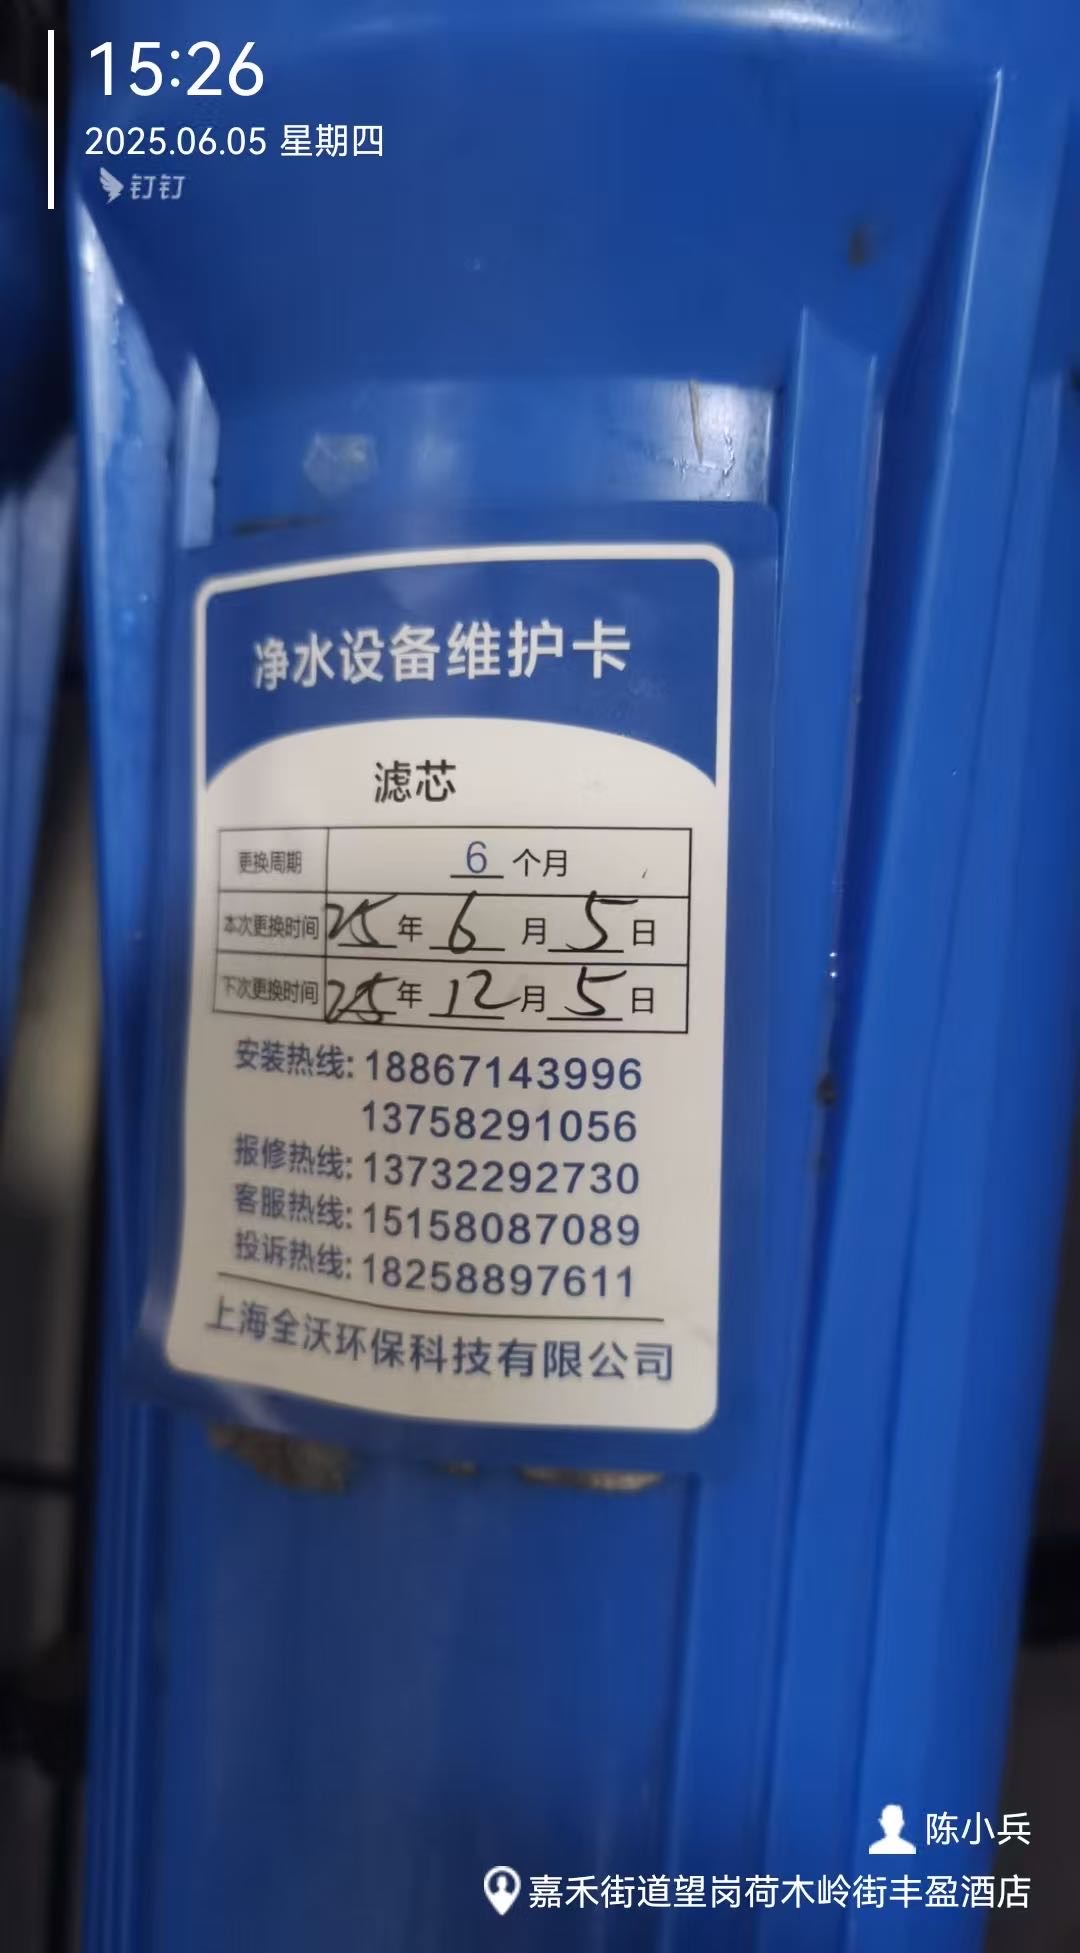 15:26
2025.06.05 星期四
钉钉
净水设备维护卡
滤芯
更换周期 6 个月
本次更换时间 25 年 6 月 5 日
下次更换时间 25 年 12 月 5 日
安装热线: 18867143996
13758291056
报修热线: 13732292730
客服热线: 15158087089
投诉热线: 18258897611
上海全沃环保科技有限公司
陈小兵
嘉禾街道望岗荷木岭街丰盈酒店